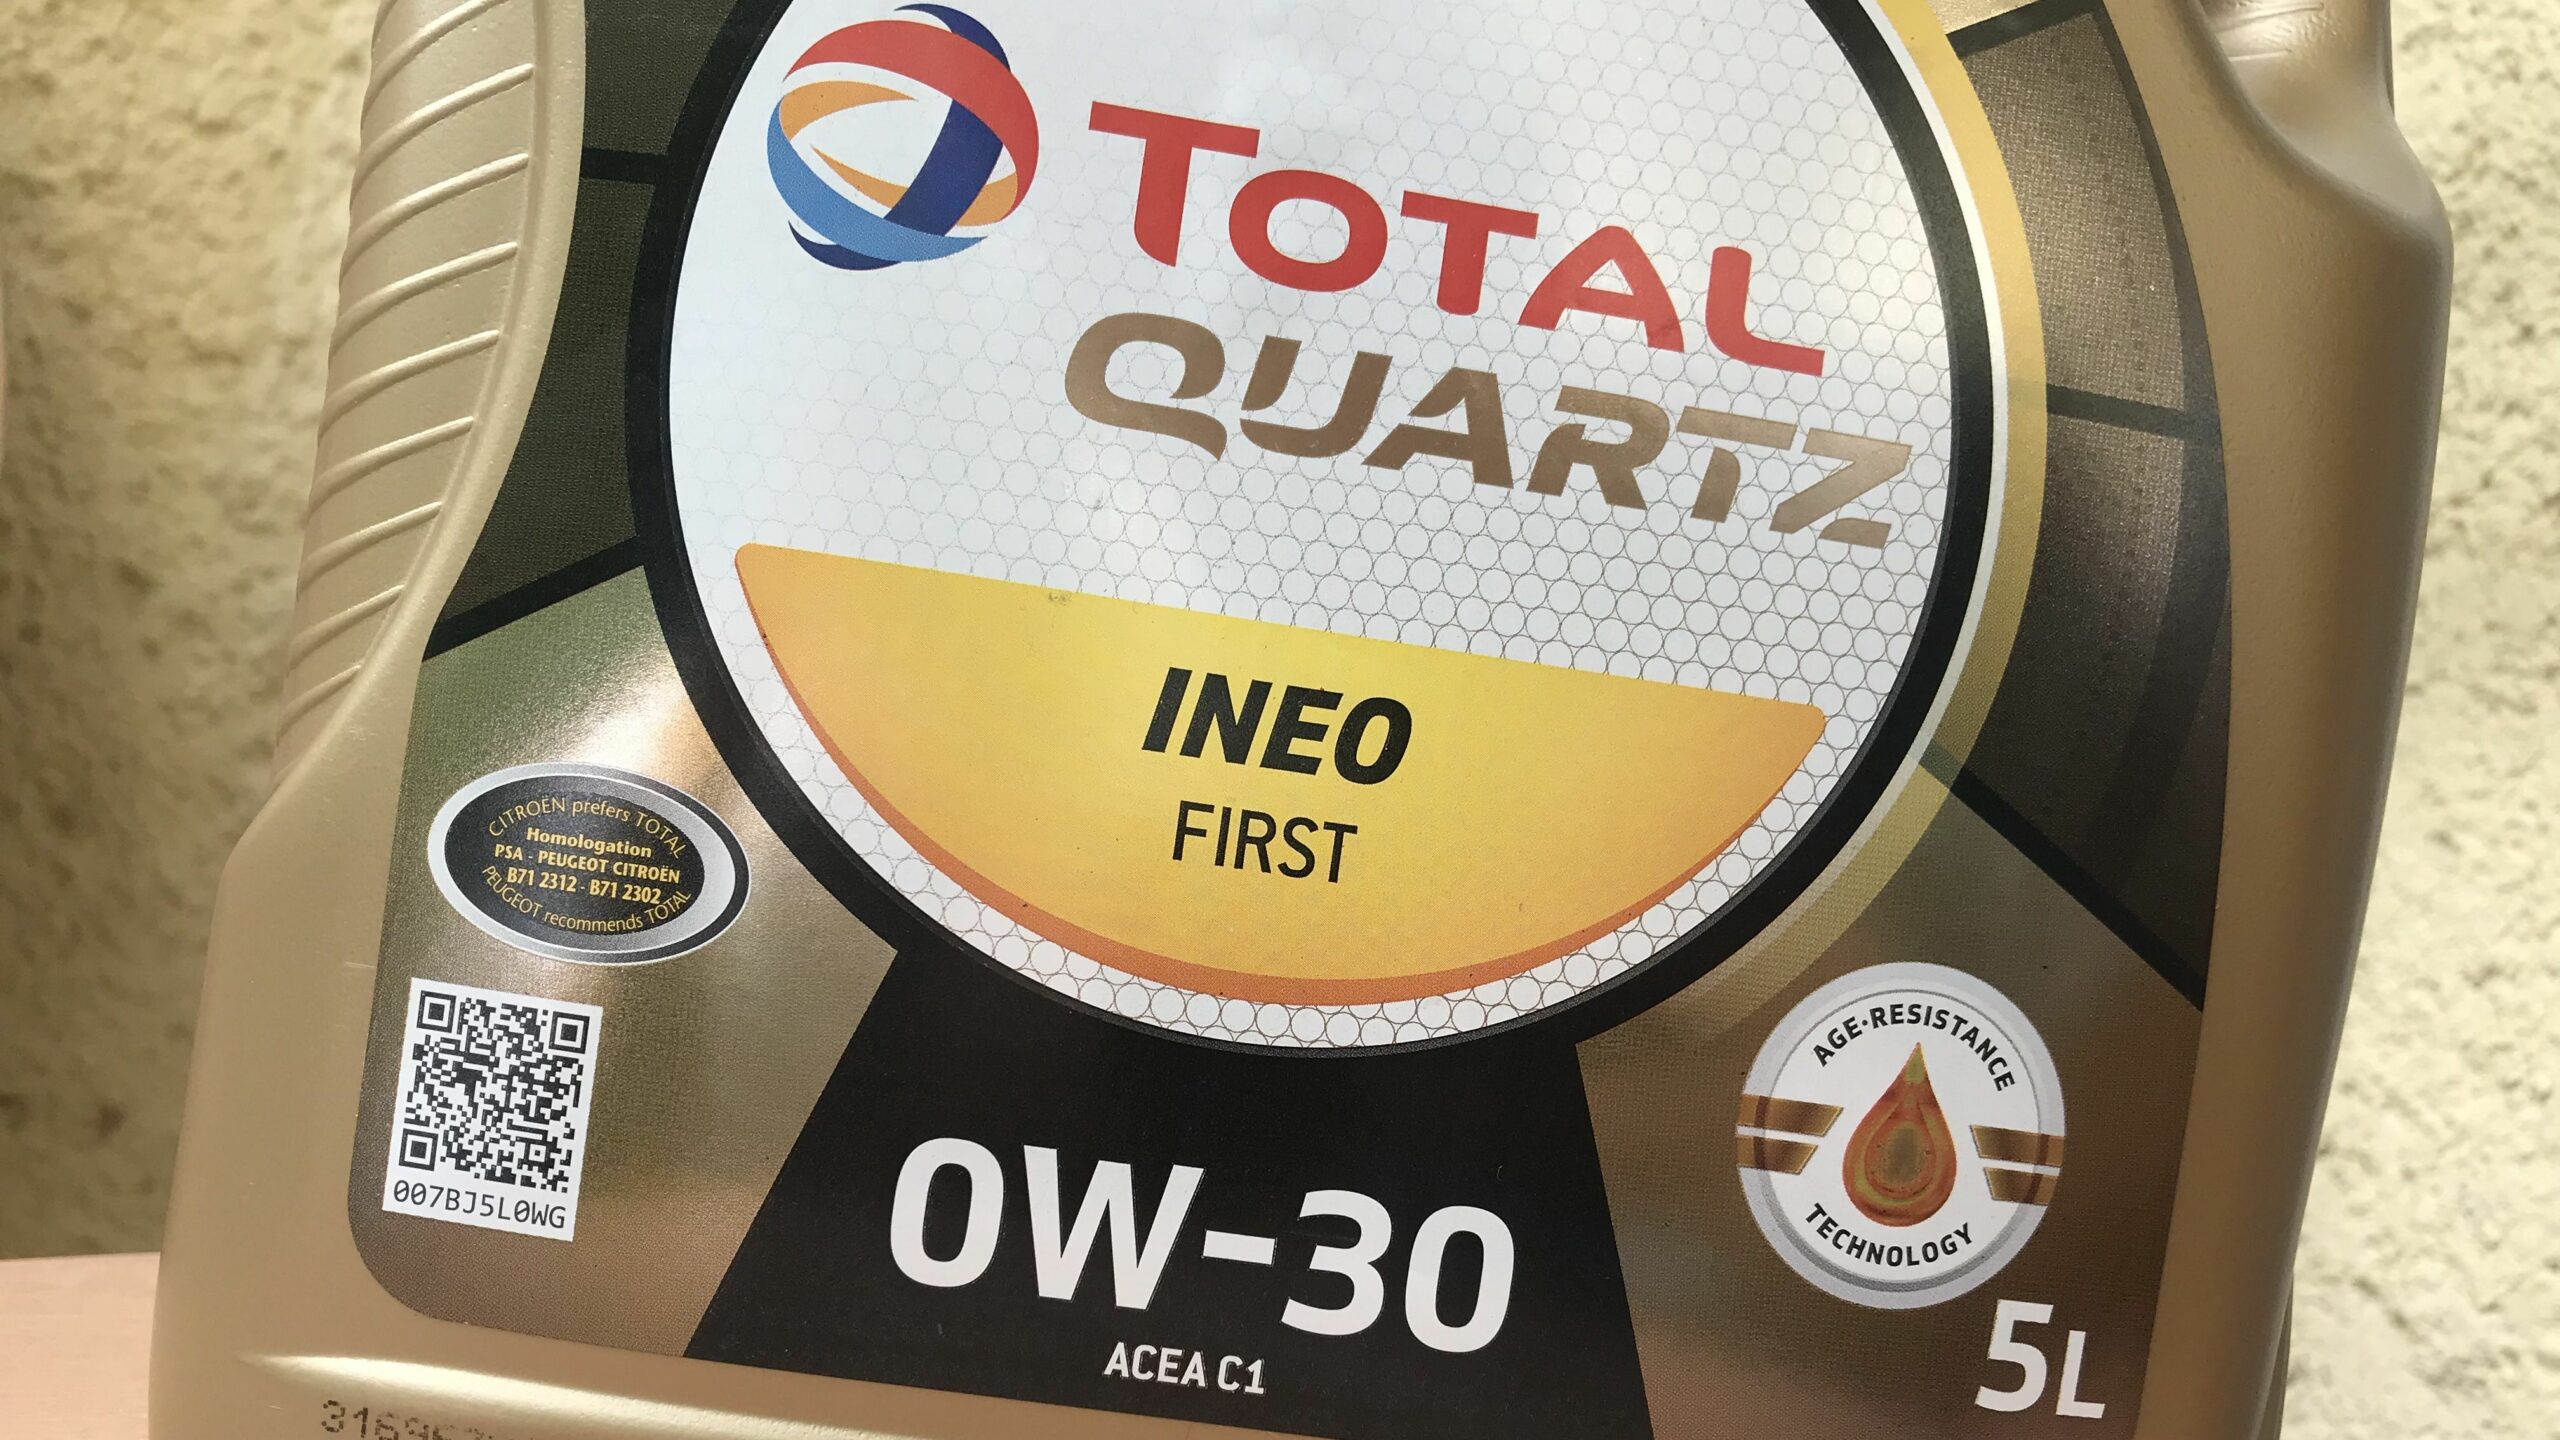 TOTAL
QUARTZ
INEO
FIRST
CITROËN prefers TOTAL
Homologation
PSA - PEUGEOT CITROËN
B71 2312 - B71 2302
PEUGEOT recommends TOTAL
007BJ5L0WG
AGE-RESISTANCE
TECHNOLOGY
0W-30
ACEA C1
5L